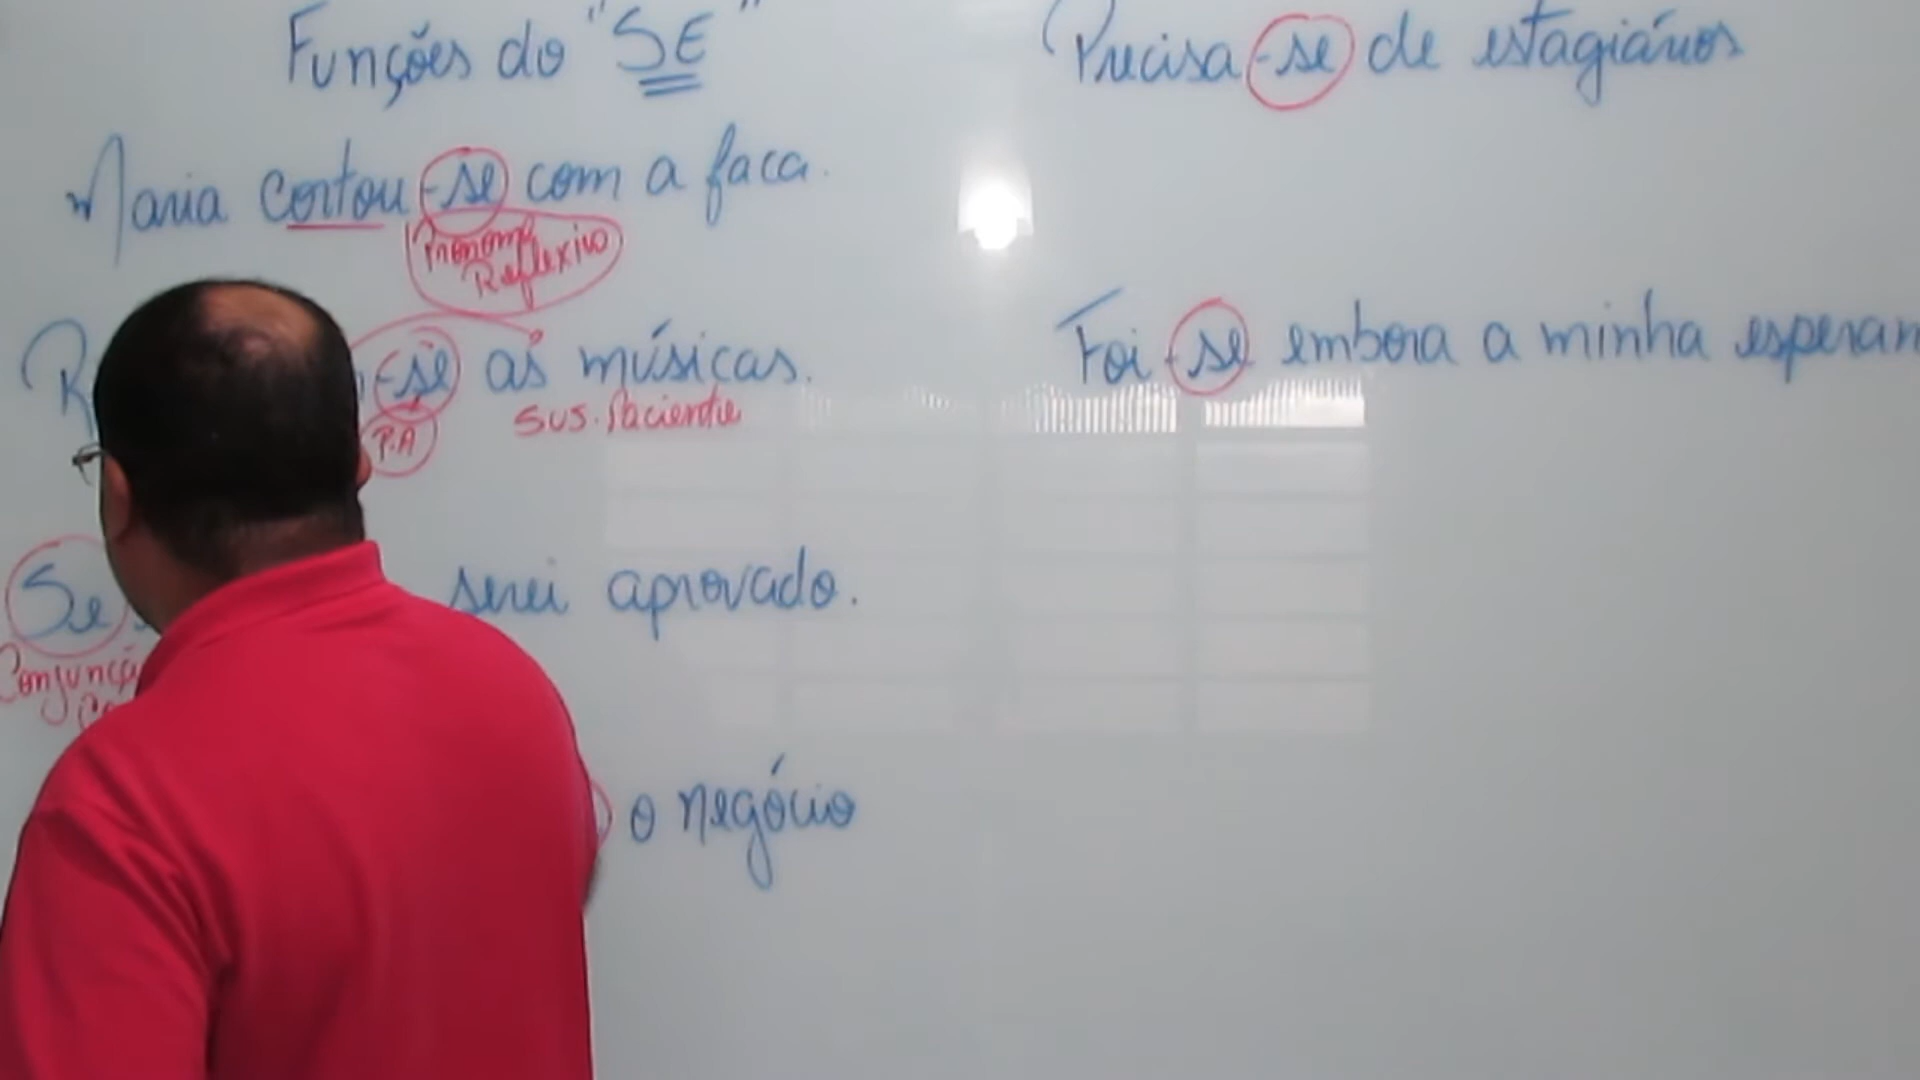 Funções do "SE"
Maria cortou-se com a faca.
Pronome
Reflexivo
-se as músicas.
P.A
sus. Paciente
Se
serei aprovado.
o negócio
Precisa-se de estagiários
Foi-se embora a minha